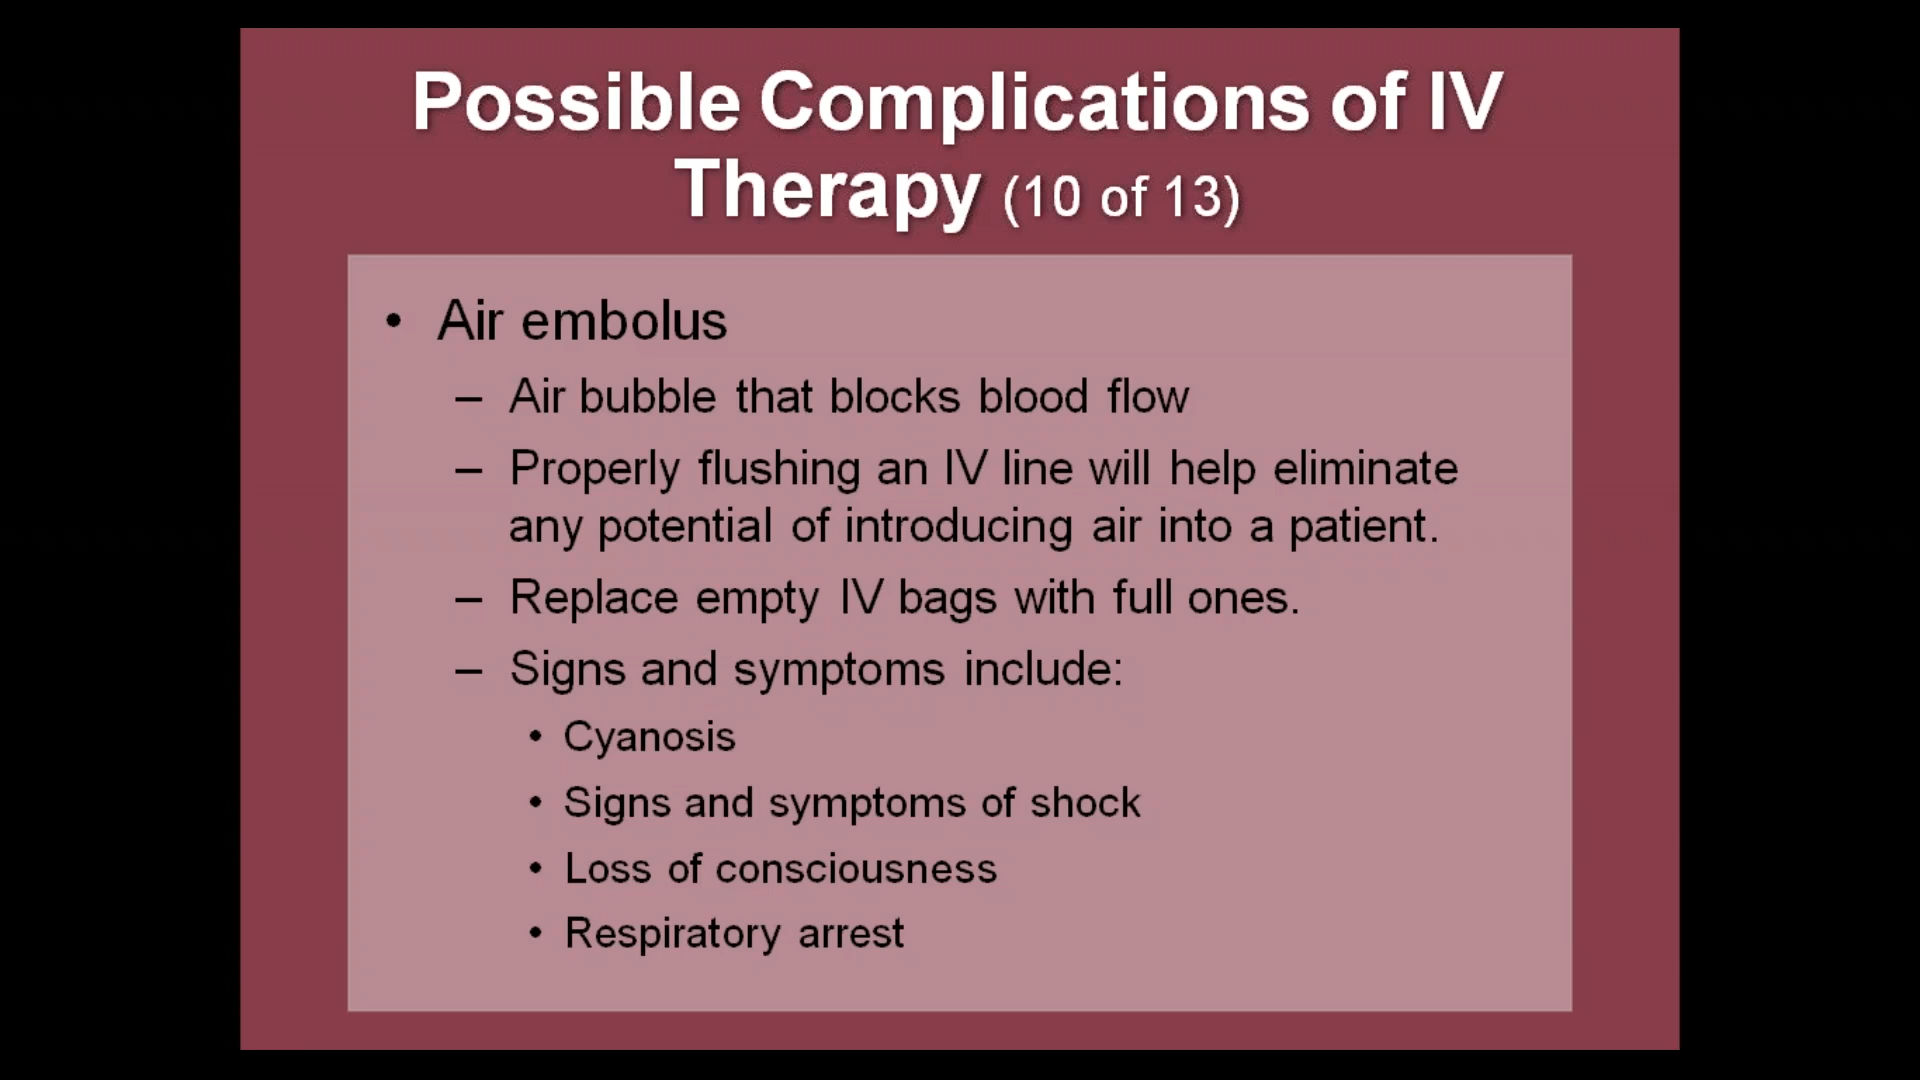 Possible Complications of IV
Therapy (10 of 13)
• Air embolus
– Air bubble that blocks blood flow
– Properly flushing an IV line will help eliminate
any potential of introducing air into a patient.
– Replace empty IV bags with full ones.
– Signs and symptoms include:
• Cyanosis
• Signs and symptoms of shock
• Loss of consciousness
• Respiratory arrest